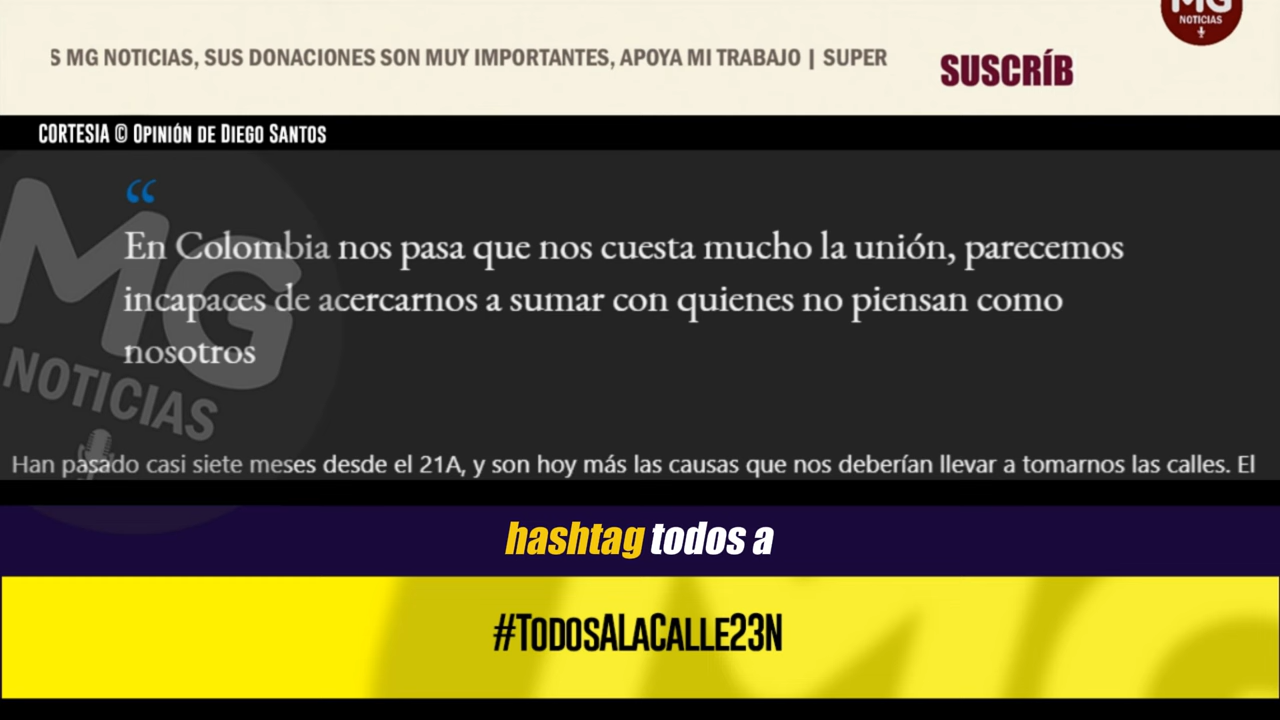 MG
NOTICIAS
S MG NOTICIAS, SUS DONACIONES SON MUY IMPORTANTES, APOYA MI TRABAJO | SUPER
SUSCRÍB
CORTESIA © OPINIÓN DE DIEGO SANTOS
“
En Colombia nos pasa que nos cuesta mucho la unión, parecemos
incapaces de acercarnos a sumar con quienes no piensan como
nosotros
MG
NOTICIAS
Han pasado casi siete meses desde el 21A, y son hoy más las causas que nos deberían llevar a tomarnos las calles. El
hashtag todos a
#TODOSALACALLE23N